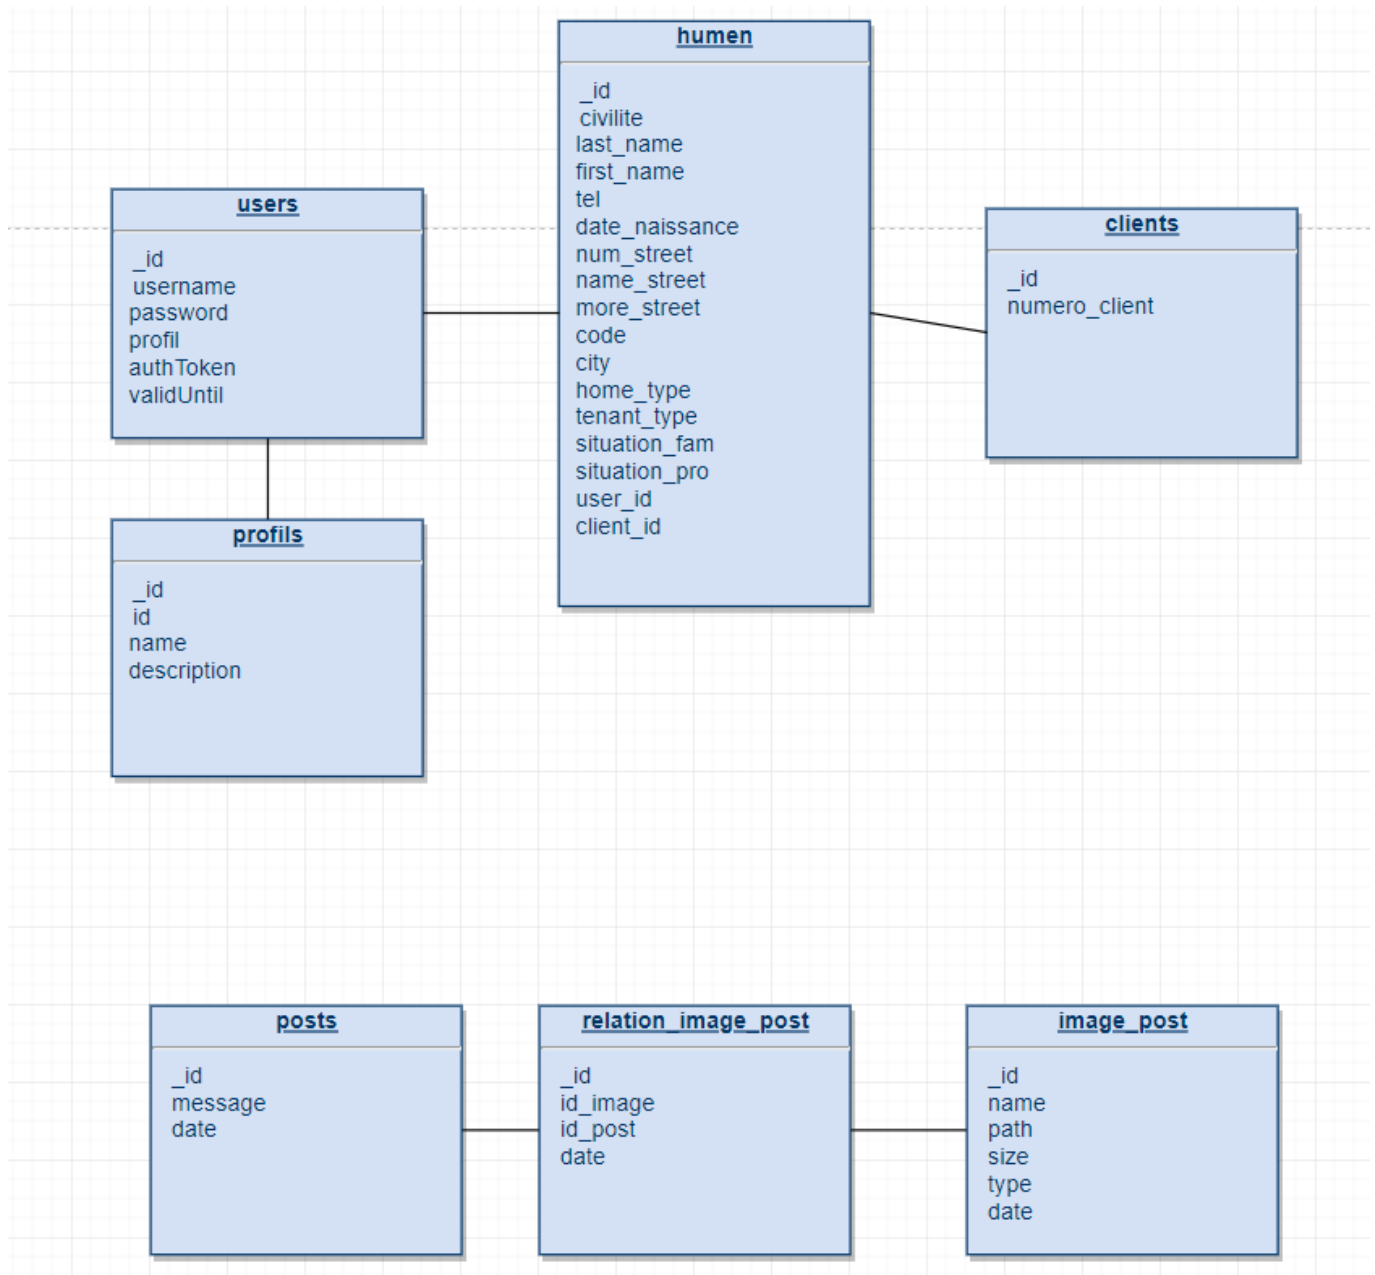 humen
_id
civilite
last_name
first_name
tel
date_naissance
num_street
name_street
more_street
code
city
home_type
tenant_type
situation_fam
situation_pro
user_id
client_id
users
_id
username
password
profil
authToken
validUntil
clients
_id
numero_client
profils
_id
id
name
description
posts
_id
message
date
relation_image_post
_id
id_image
id_post
date
image_post
_id
name
path
size
type
date